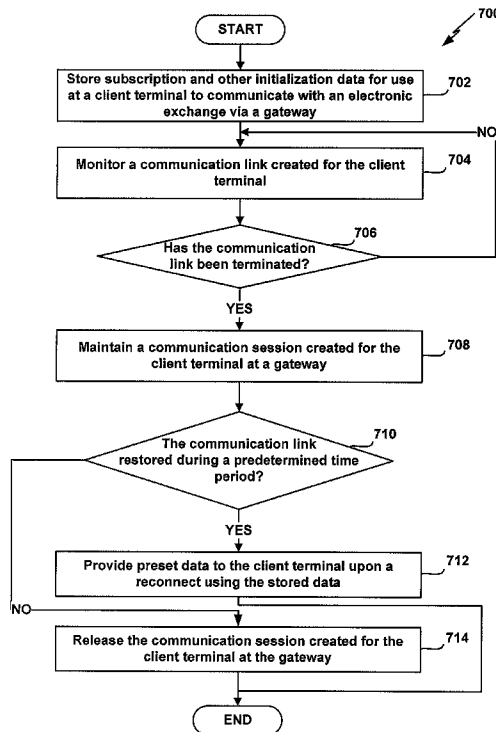 700
START
Store subscription and other initialization data for use
at a client terminal to communicate with an electronic
exchange via a gateway
702
NO
Monitor a communication link created for the client
terminal
704
706
Has the communication
link been terminated?
YES
Maintain a communication session created for the
client terminal at a gateway
708
710
The communication link
restored during a predetermined time
period?
YES
Provide preset data to the client terminal upon a
reconnect using the stored data
712
NO
Release the communication session created for the
client terminal at the gateway
714
END